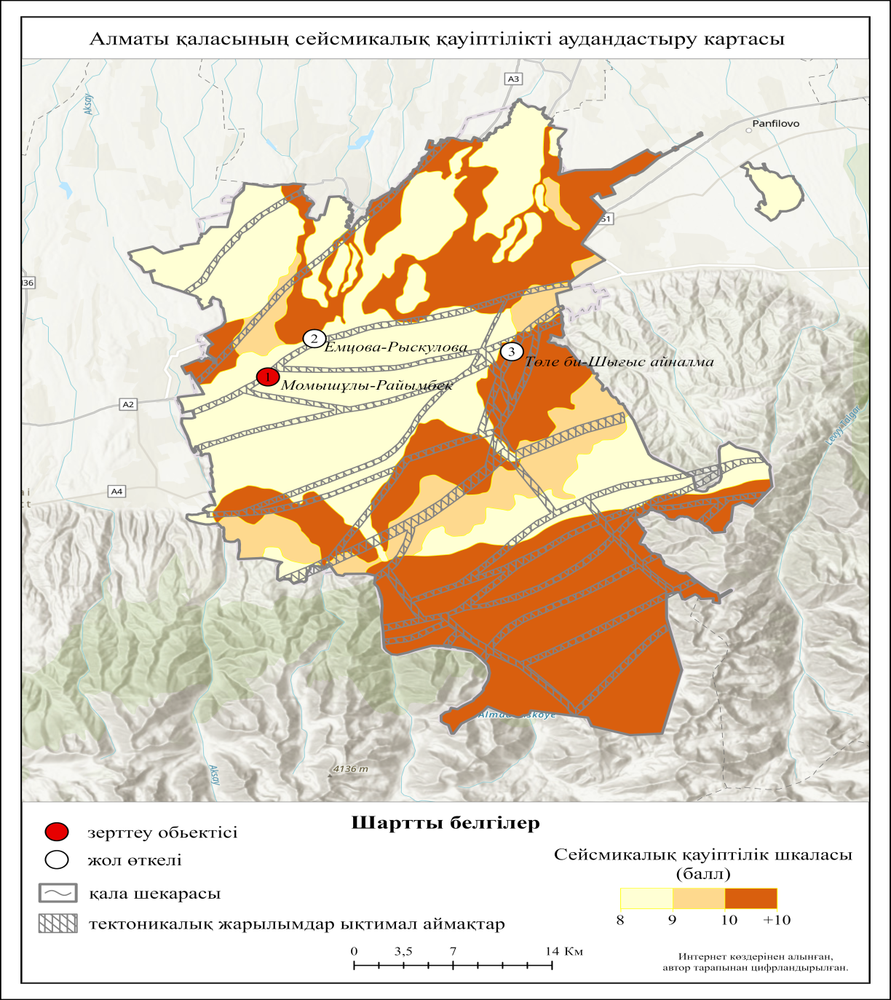 Алматы қаласының сейсмикалық қауіптілікті аудандастыру картасы
A3
Aksay
Panfilovo
51
36
2
Емцова-Рыскулова
3
Төле би-Шығыс айналма
1
Момышұлы-Райымбек
A2
Levyy Talgar
A4
4136 m
Aksay
Шартты белгілер
зерттеу обьектісі
жол өткелі
қала шекарасы
тектоникалық жарылымдар ықтимал аймақтар
Сейсмикалық қауіптілік шкаласы
(балл)
8 9 10 +10
0 3,5 7 14 Км
Интернет көздерінен алынған,
автор тарапынан цифрландырылған.